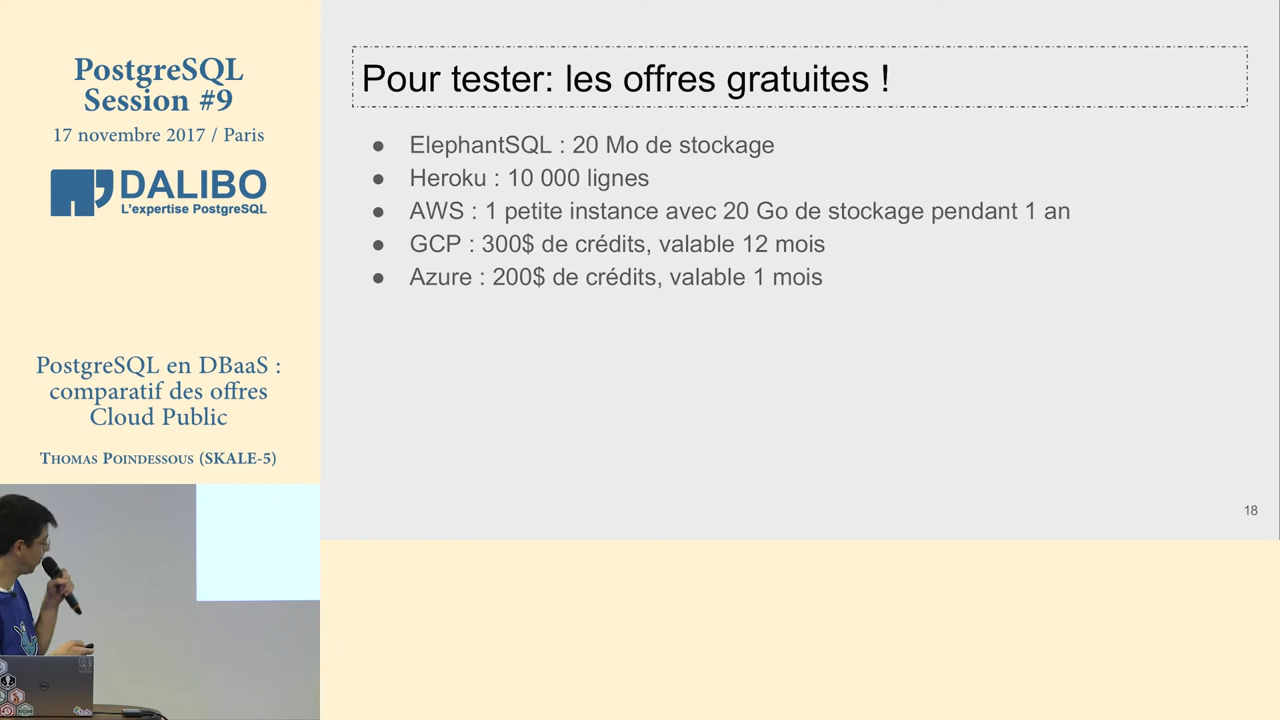 PostgreSQL
Session #9
17 novembre 2017 / Paris
DALIBO
L'expertise PostgreSQL
PostgreSQL en DBaaS :
comparatif des offres
Cloud Public
Thomas Poindessous (SKALE-5)
Pour tester: les offres gratuites !
● ElephantSQL : 20 Mo de stockage
● Heroku : 10 000 lignes
● AWS : 1 petite instance avec 20 Go de stockage pendant 1 an
● GCP : 300$ de crédits, valable 12 mois
● Azure : 200$ de crédits, valable 1 mois
18